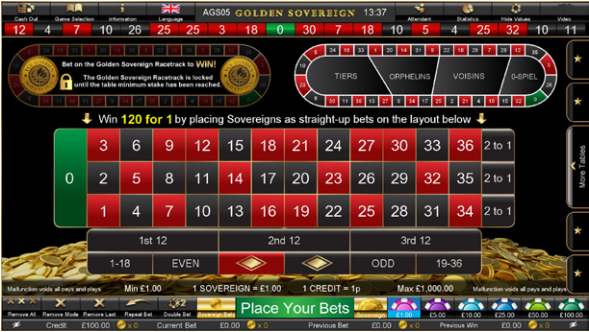 Cash Out Game Selection Information Language AGS05 GOLDEN SOVEREIGN 13:37 Attendant Statistics Hide Values Video
12 4 7 10 26 25 25 10 3 18 0 30 7 4 4 10 3 10 11
Bet on the Golden Sovereign Racetrack to WIN!
The Golden Sovereign Racetrack is locked
until the table minimum stake has been reached.
TIERS ORPHELINS VOISINS 0-SPIEL
Win 120 for 1 by placing Sovereigns as straight-up bets on the layout below
More Tables
3 6 9 12 15 18 21 24 27 30 33 36 2 to 1
0 2 5 8 11 14 17 20 23 26 29 32 35 2 to 1
1 4 7 10 13 16 19 22 25 28 31 34 2 to 1
1st 12 2nd 12 3rd 12
1-18 EVEN ODD 19-36
Malfunction voids all pays and plays Min £1.00 1 SOVEREIGN = £1.00 1 CREDIT = 1p Max £1,000.00 Malfunction voids all pays and plays
Remove All Remove Mode Remove Last Repeat Bet x2 Double Bet Sovereign Bets Place Your Bets Sovereign £1.00 £5.00 £10.00 £25.00 £50.00 £100.00
Credit £100.00 x 0 Current Bet £0.00 x 0 Previous Bet £0.00 x 0 Previous Win £0.00 x 0